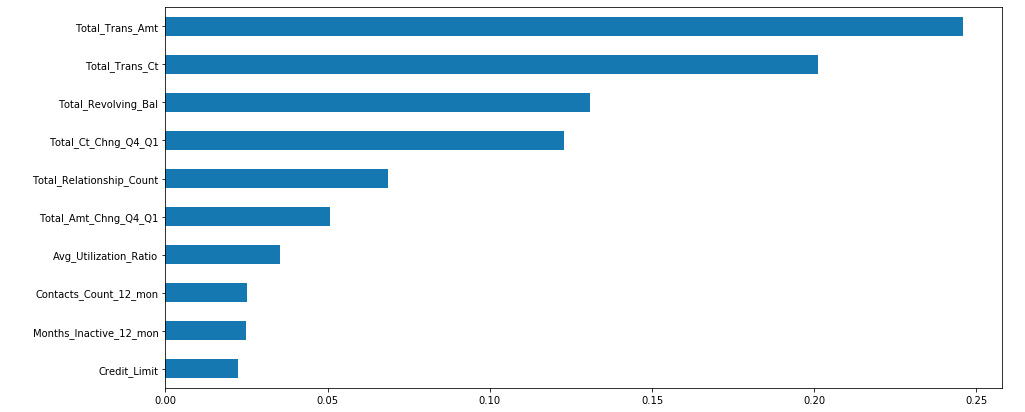 Total_Trans_Amt
Total_Trans_Ct
Total_Revolving_Bal
Total_Ct_Chng_Q4_Q1
Total_Relationship_Count
Total_Amt_Chng_Q4_Q1
Avg_Utilization_Ratio
Contacts_Count_12_mon
Months_Inactive_12_mon
Credit_Limit
0.00 0.05 0.10 0.15 0.20 0.25